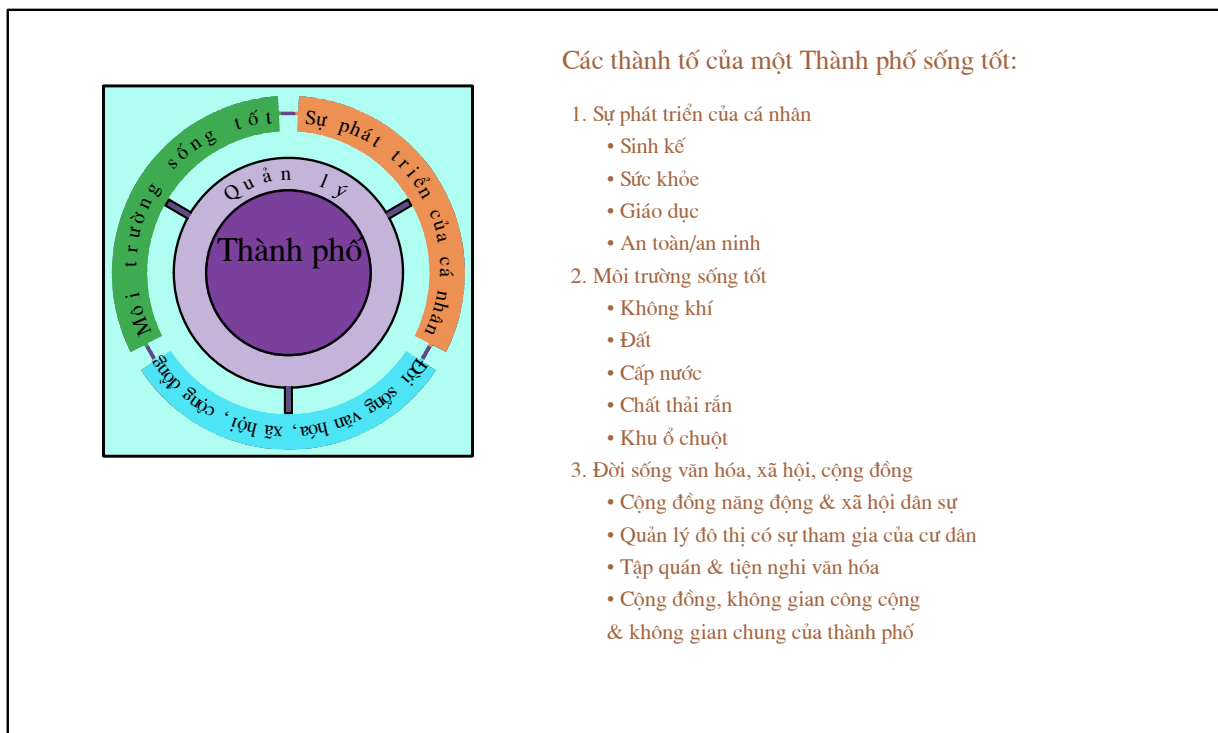 Các thành tố của một Thành phố sống tốt:
Môi trường sống tốt
Sự phát triển của cá nhân
Quản lý
Thành phố
Đời sống văn hóa, xã hội, cộng đồng
1. Sự phát triển của cá nhân
• Sinh kế
• Sức khỏe
• Giáo dục
• An toàn/an ninh
2. Môi trường sống tốt
• Không khí
• Đất
• Cấp nước
• Chất thải rắn
• Khu ổ chuột
3. Đời sống văn hóa, xã hội, cộng đồng
• Cộng đồng năng động & xã hội dân sự
• Quản lý đô thị có sự tham gia của cư dân
• Tập quán & tiện nghi văn hóa
• Cộng đồng, không gian công cộng
& không gian chung của thành phố